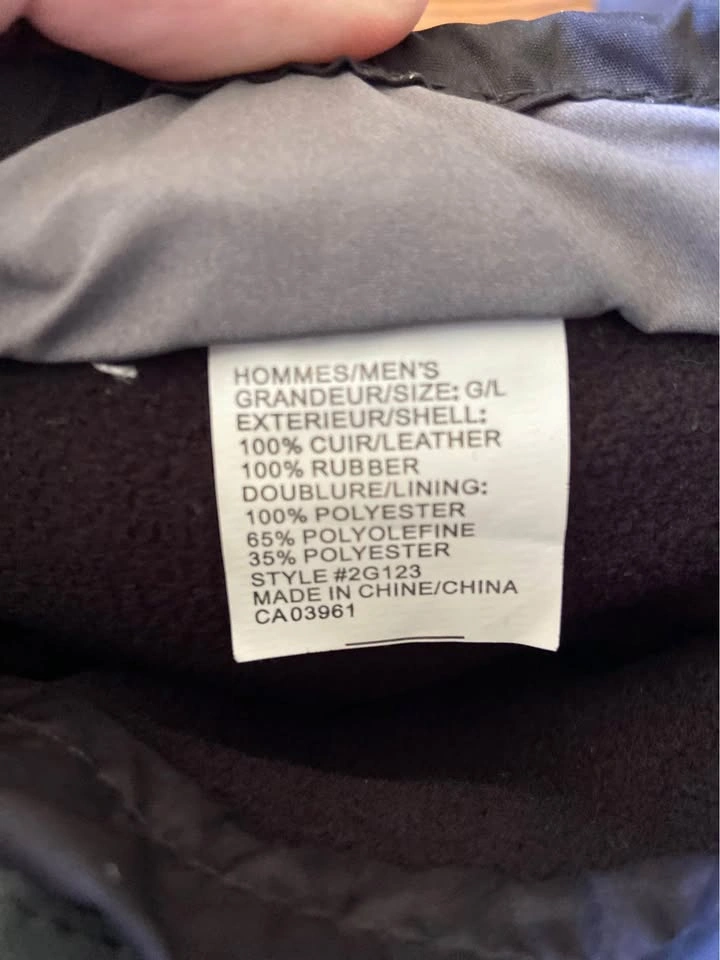 HOMMES/MEN'S
GRANDEUR/SIZE: G/L
EXTERIEUR/SHELL:
100% CUIR/LEATHER
100% RUBBER
DOUBLURE/LINING:
100% POLYESTER
65% POLYOLEFINE
35% POLYESTER
STYLE #2G123
MADE IN CHINE/CHINA
CA03961